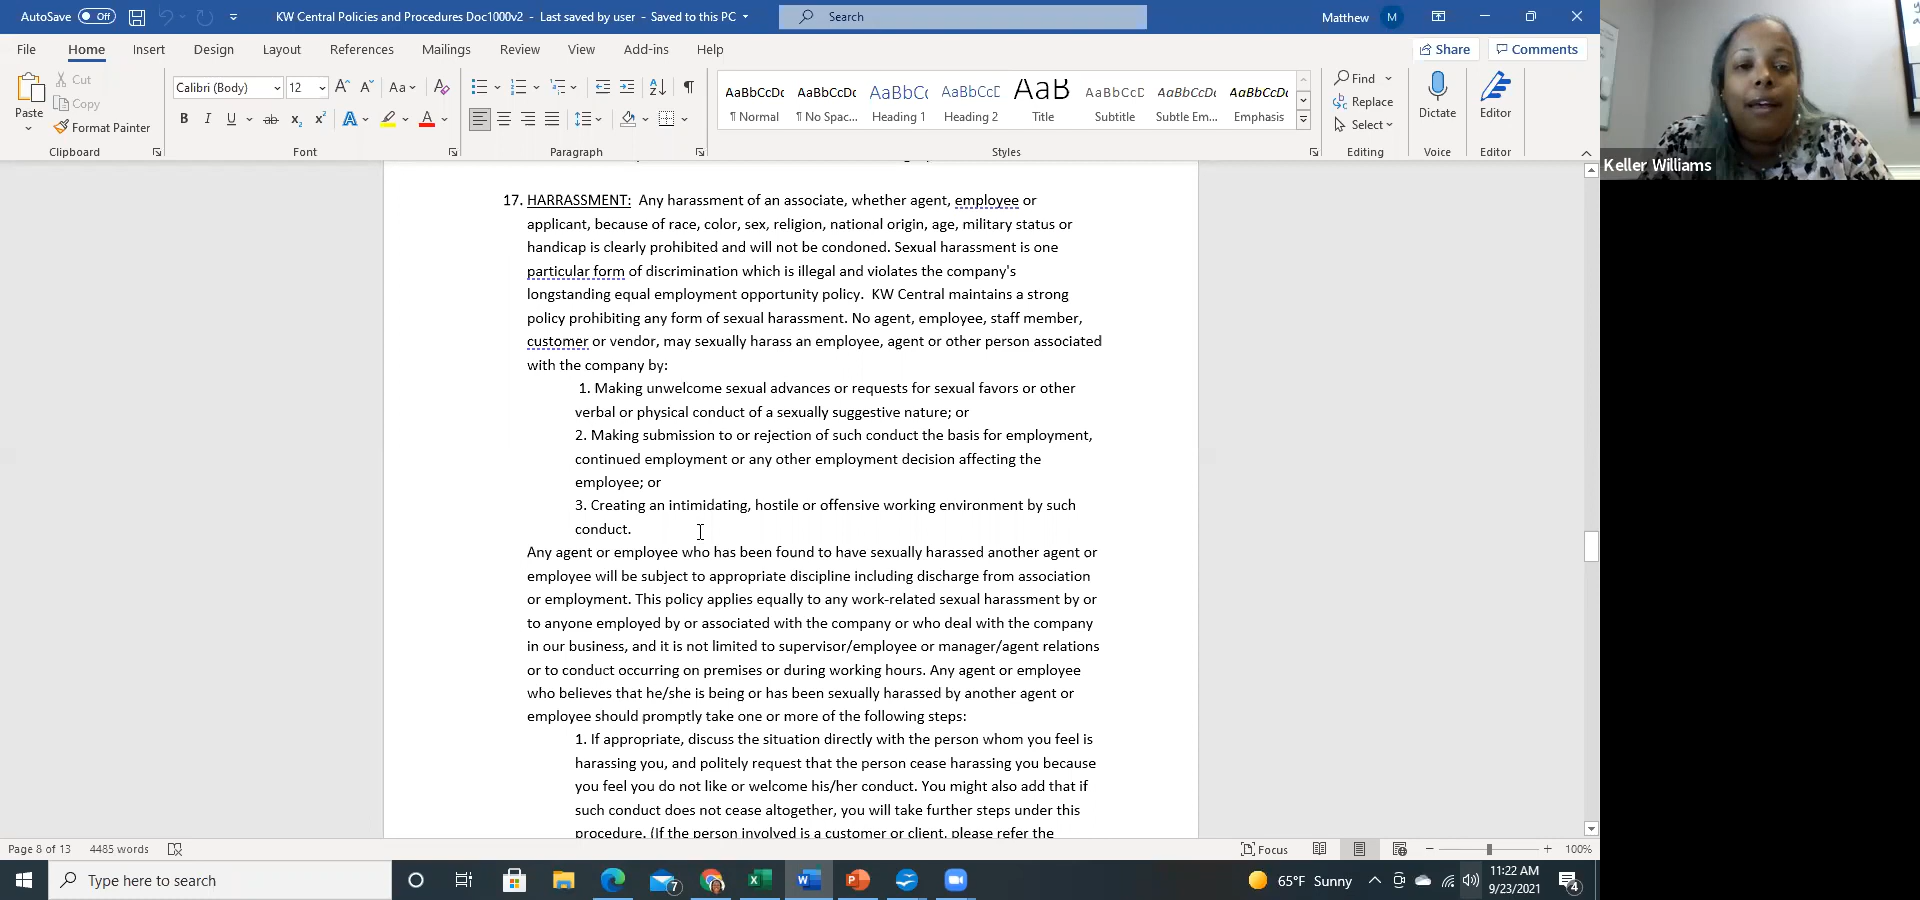 AutoSave Off KW Central Policies and Procedures Doc1000v2 - Last saved by user - Saved to this PC Search Matthew M
File Home Insert Design Layout References Mailings Review View Add-ins Help Share Comments
Paste Cut Copy Format Painter
Calibri (Body) 12 Aa
B I U ab x₂ x² A A
AaBbCcDc AaBbCcDc AaBbCc AaBbCcD AaB AaBbCcD AaBbCcDc AaBbCcDc
¶ Normal ¶ No Spac... Heading 1 Heading 2 Title Subtitle Subtle Em... Emphasis
Find Replace Select Dictate Editor
Clipboard Font Paragraph Styles Editing Voice Editor
Keller Williams
17. HARRASSMENT: Any harassment of an associate, whether agent, employee or
applicant, because of race, color, sex, religion, national origin, age, military status or
handicap is clearly prohibited and will not be condoned. Sexual harassment is one
particular form of discrimination which is illegal and violates the company's
longstanding equal employment opportunity policy. KW Central maintains a strong
policy prohibiting any form of sexual harassment. No agent, employee, staff member,
customer or vendor, may sexually harass an employee, agent or other person associated
with the company by:
1. Making unwelcome sexual advances or requests for sexual favors or other
verbal or physical conduct of a sexually suggestive nature; or
2. Making submission to or rejection of such conduct the basis for employment,
continued employment or any other employment decision affecting the
employee; or
3. Creating an intimidating, hostile or offensive working environment by such
conduct.
Any agent or employee who has been found to have sexually harassed another agent or
employee will be subject to appropriate discipline including discharge from association
or employment. This policy applies equally to any work-related sexual harassment by or
to anyone employed by or associated with the company or who deal with the company
in our business, and it is not limited to supervisor/employee or manager/agent relations
or to conduct occurring on premises or during working hours. Any agent or employee
who believes that he/she is being or has been sexually harassed by another agent or
employee should promptly take one or more of the following steps:
1. If appropriate, discuss the situation directly with the person whom you feel is
harassing you, and politely request that the person cease harassing you because
you feel you do not like or welcome his/her conduct. You might also add that if
such conduct does not cease altogether, you will take further steps under this
procedure. (If the person involved is a customer or client, please refer the
Page 8 of 13 4485 words Focus 100%
Type here to search 7 65°F Sunny 11:22 AM
9/23/2021 4